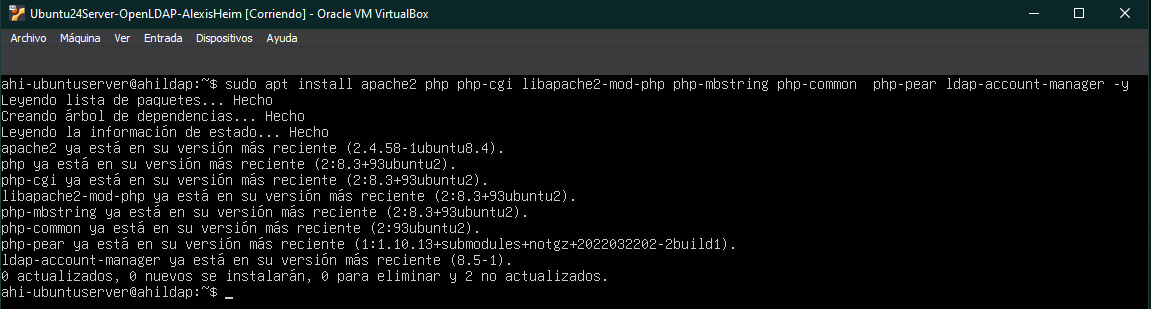 Ubuntu24Server-OpenLDAP-AlexisHeim [Corriendo] - Oracle VM VirtualBox
Archivo Máquina Ver Entrada Dispositivos Ayuda
ahi-ubuntuserver@ahildap:~$ sudo apt install apache2 php php-cgi libapache2-mod-php php-mbstring php-common  php-pear ldap-account-manager -y
Leyendo lista de paquetes... Hecho
Creando árbol de dependencias... Hecho
Leyendo la información de estado... Hecho
apache2 ya está en su versión más reciente (2.4.58-1ubuntu8.4).
php ya está en su versión más reciente (2:8.3+93ubuntu2).
php-cgi ya está en su versión más reciente (2:8.3+93ubuntu2).
libapache2-mod-php ya está en su versión más reciente (2:8.3+93ubuntu2).
php-mbstring ya está en su versión más reciente (2:8.3+93ubuntu2).
php-common ya está en su versión más reciente (2:93ubuntu2).
php-pear ya está en su versión más reciente (1:1.10.13+submodules+notgz+2022032202-2build1).
ldap-account-manager ya está en su versión más reciente (8.5-1).
0 actualizados, 0 nuevos se instalarán, 0 para eliminar y 2 no actualizados.
ahi-ubuntuserver@ahildap:~$ _